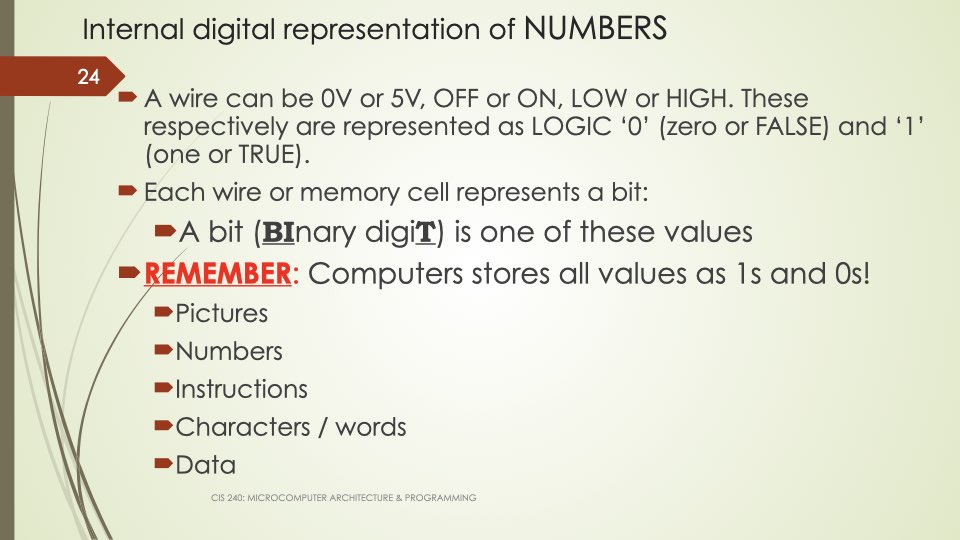 Internal digital representation of NUMBERS
24
A wire can be 0V or 5V, OFF or ON, LOW or HIGH. These
respectively are represented as LOGIC ‘0’ (zero or FALSE) and ‘1’
(one or TRUE).
Each wire or memory cell represents a bit:
A bit (BInary digiT) is one of these values
REMEMBER: Computers stores all values as 1s and 0s!
Pictures
Numbers
Instructions
Characters / words
Data
CIS 240: MICROCOMPUTER ARCHITECTURE & PROGRAMMING